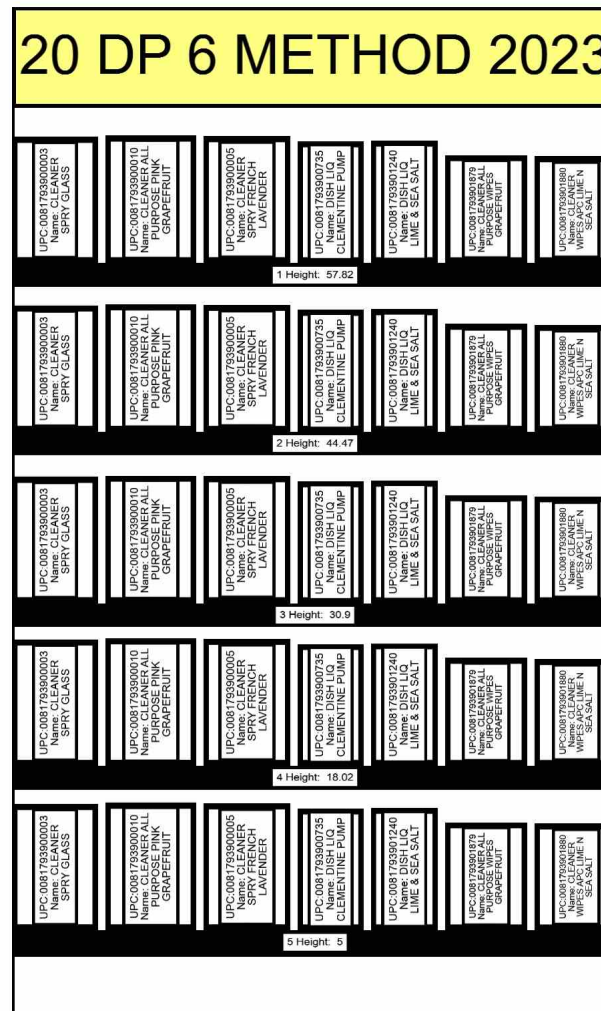 20 DP 6 METHOD 2023
UPC:0081793900003
Name: CLEANER
SPRY GLASS
UPC:0081793900010
Name: CLEANER ALL
PURPOSE PINK
GRAPEFRUIT
UPC:0081793900005
Name: CLEANER
SPRY FRENCH
LAVENDER
UPC:0081793900735
Name: DISH LIQ
CLEMENTINE PUMP
UPC:0081793901240
Name: DISH LIQ
LIME & SEA SALT
UPC:0081793901879
Name: CLEANER ALL
PURPOSE WIPES
GRAPEFRUIT
UPC:0081793901880
Name: CLEANER
WIPES APC LIME N
SEA SALT
1 Height: 57.82
UPC:0081793900003
Name: CLEANER
SPRY GLASS
UPC:0081793900010
Name: CLEANER ALL
PURPOSE PINK
GRAPEFRUIT
UPC:0081793900005
Name: CLEANER
SPRY FRENCH
LAVENDER
UPC:0081793900735
Name: DISH LIQ
CLEMENTINE PUMP
UPC:0081793901240
Name: DISH LIQ
LIME & SEA SALT
UPC:0081793901879
Name: CLEANER ALL
PURPOSE WIPES
GRAPEFRUIT
UPC:0081793901880
Name: CLEANER
WIPES APC LIME N
SEA SALT
2 Height: 44.47
UPC:0081793900003
Name: CLEANER
SPRY GLASS
UPC:0081793900010
Name: CLEANER ALL
PURPOSE PINK
GRAPEFRUIT
UPC:0081793900005
Name: CLEANER
SPRY FRENCH
LAVENDER
UPC:0081793900735
Name: DISH LIQ
CLEMENTINE PUMP
UPC:0081793901240
Name: DISH LIQ
LIME & SEA SALT
UPC:0081793901879
Name: CLEANER ALL
PURPOSE WIPES
GRAPEFRUIT
UPC:0081793901880
Name: CLEANER
WIPES APC LIME N
SEA SALT
3 Height: 30.9
UPC:0081793900003
Name: CLEANER
SPRY GLASS
UPC:0081793900010
Name: CLEANER ALL
PURPOSE PINK
GRAPEFRUIT
UPC:0081793900005
Name: CLEANER
SPRY FRENCH
LAVENDER
UPC:0081793900735
Name: DISH LIQ
CLEMENTINE PUMP
UPC:0081793901240
Name: DISH LIQ
LIME & SEA SALT
UPC:0081793901879
Name: CLEANER ALL
PURPOSE WIPES
GRAPEFRUIT
UPC:0081793901880
Name: CLEANER
WIPES APC LIME N
SEA SALT
4 Height: 18.02
UPC:0081793900003
Name: CLEANER
SPRY GLASS
UPC:0081793900010
Name: CLEANER ALL
PURPOSE PINK
GRAPEFRUIT
UPC:0081793900005
Name: CLEANER
SPRY FRENCH
LAVENDER
UPC:0081793900735
Name: DISH LIQ
CLEMENTINE PUMP
UPC:0081793901240
Name: DISH LIQ
LIME & SEA SALT
UPC:0081793901879
Name: CLEANER ALL
PURPOSE WIPES
GRAPEFRUIT
UPC:0081793901880
Name: CLEANER
WIPES APC LIME N
SEA SALT
5 Height: 5